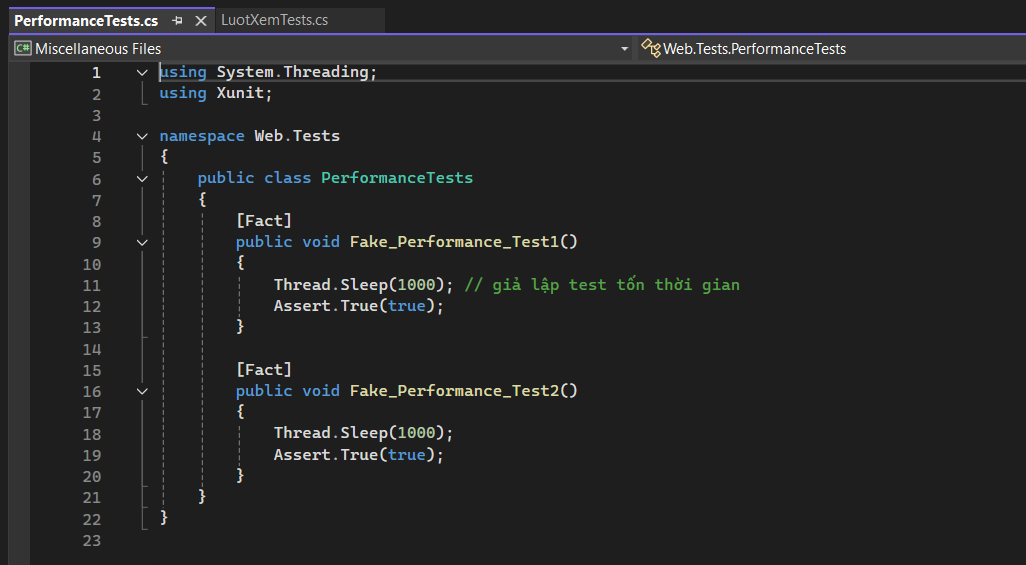 PerformanceTests.cs LuotXemTests.cs
C# Miscellaneous Files Web.Tests.PerformanceTests
1 using System.Threading;
2 using Xunit;
3
4 namespace Web.Tests
5 {
6 public class PerformanceTests
7 {
8 [Fact]
9 public void Fake_Performance_Test1()
10 {
11 Thread.Sleep(1000); // giả lập test tốn thời gian
12 Assert.True(true);
13 }
14
15 [Fact]
16 public void Fake_Performance_Test2()
17 {
18 Thread.Sleep(1000);
19 Assert.True(true);
20 }
21 }
22 }
23